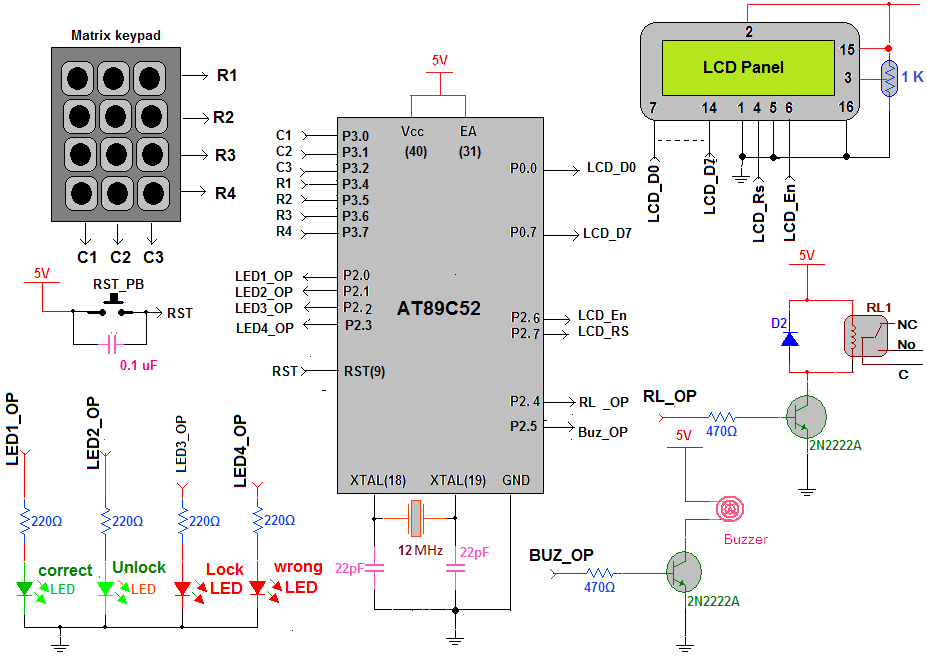 Matrix keypad
R1
R2
R3
R4
C1 C2 C3
5V
RST_PB
RST
0.1 uF
5V
Vcc
(40)
EA
(31)
C1
C2
C3
R1
R2
R3
R4
P3.0
P3.1
P3.2
P3.4
P3.5
P3.6
P3.7
LED1_OP
LED2_OP
LED3_OP
LED4_OP
P2.0
P2.1
P2.2
P2.3
RST
RST(9)
AT89C52
P0.0
LCD_D0
P0.7
LCD_D7
P2.6
P2.7
LCD_En
LCD_RS
P2.4
P2.5
RL _OP
Buz_OP
XTAL(18)
XTAL(19)
GND
12 MHz
22pF
22pF
2
LCD Panel
15
3
1 K
7
14
1
4
5
6
16
LCD_D0
LCD_D7
LCD_Rs
LCD_En
5V
D2
RL1
NC
No
C
RL_OP
470Ω
2N2222A
5V
Buzzer
BUZ_OP
470Ω
2N2222A
LED1_OP
LED2_OP
LED3_OP
LED4_OP
220Ω
220Ω
220Ω
220Ω
correct
LED
Unlock
LED
Lock
LED
wrong
LED